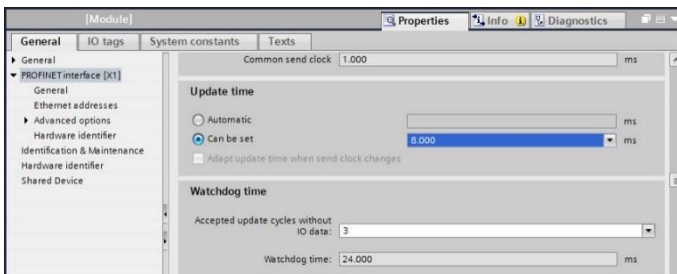 [Module]
Properties
Info
Diagnostics
General
IO tags
System constants
Texts
General
PROFINET interface [X1]
General
Ethernet addresses
Advanced options
Hardware identifier
Identification & Maintenance
Hardware identifier
Shared Device
Common send clock 1.000 ms
Update time
Automatic ms
Can be set 8.000 ms
Adapt update time when send clock changes
Watchdog time
Accepted update cycles without
IO data: 3
Watchdog time: 24.000 ms